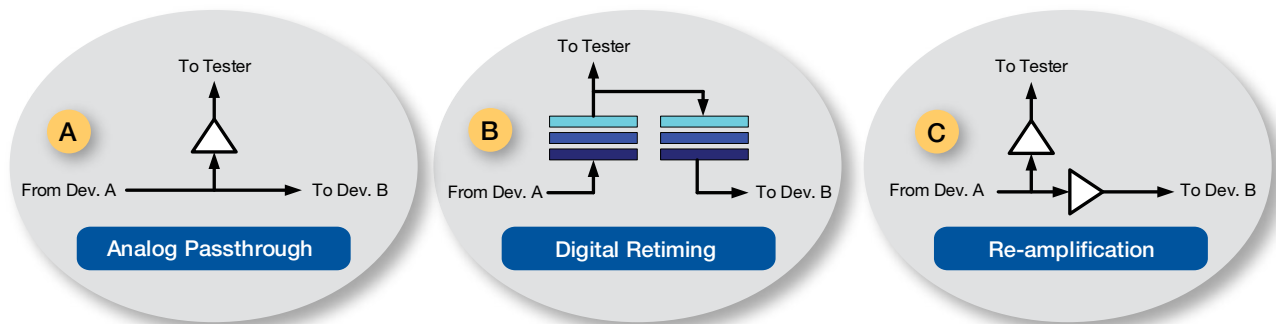 To Tester
A
From Dev. A
To Dev. B
Analog Passthrough
To Tester
B
From Dev. A
To Dev. B
Digital Retiming
To Tester
C
From Dev. A
To Dev. B
Re-amplification